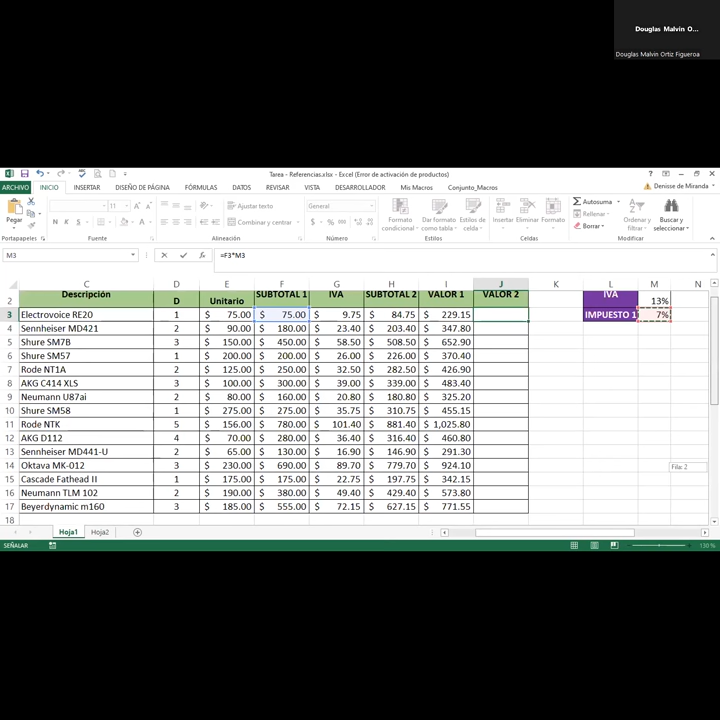 Douglas Malvin O...
Douglas Malvin Ortiz Figueroa
Tarea - Referencias.xlsx - Excel (Error de activación de productos)
ARCHIVO INICIO INSERTAR DISEÑO DE PÁGINA FÓRMULAS DATOS REVISAR VISTA DESARROLLADOR Mis Macros Conjunto_Macros Denisse de Miranda
Pegar
N K S
11
Ajustar texto
Combinar y centrar
General
Formato condicional
Dar formato como tabla
Estilos de celda
Insertar Eliminar Formato
Autosuma
Rellenar
Borrar
Ordenar y filtrar
Buscar y seleccionar
Portapapeles Fuente Alineación Número Estilos Celdas Modificar
M3 =F3*M3
C D E F G H I J K L M N
2 Descripción D Unitario SUBTOTAL 1 IVA SUBTOTAL 2 VALOR 1 VALOR 2 IVA 13%
3 Electrovoice RE20 1 $ 75.00 $ 75.00 $ 9.75 $ 84.75 $ 229.15 IMPUESTO 1 7%
4 Sennheiser MD421 2 $ 90.00 $ 180.00 $ 23.40 $ 203.40 $ 347.80
5 Shure SM7B 3 $ 150.00 $ 450.00 $ 58.50 $ 508.50 $ 652.90
6 Shure SM57 1 $ 200.00 $ 200.00 $ 26.00 $ 226.00 $ 370.40
7 Rode NT1A 2 $ 125.00 $ 250.00 $ 32.50 $ 282.50 $ 426.90
8 AKG C414 XLS 3 $ 100.00 $ 300.00 $ 39.00 $ 339.00 $ 483.40
9 Neumann U87ai 2 $ 80.00 $ 160.00 $ 20.80 $ 180.80 $ 325.20
10 Shure SM58 1 $ 275.00 $ 275.00 $ 35.75 $ 310.75 $ 455.15
11 Rode NTK 5 $ 156.00 $ 780.00 $ 101.40 $ 881.40 $ 1,025.80
12 AKG D112 4 $ 70.00 $ 280.00 $ 36.40 $ 316.40 $ 460.80
13 Sennheiser MD441-U 2 $ 65.00 $ 130.00 $ 16.90 $ 146.90 $ 291.30
14 Oktava MK-012 3 $ 230.00 $ 690.00 $ 89.70 $ 779.70 $ 924.10
15 Cascade Fathead II 1 $ 175.00 $ 175.00 $ 22.75 $ 197.75 $ 342.15
16 Neumann TLM 102 2 $ 190.00 $ 380.00 $ 49.40 $ 429.40 $ 573.80
17 Beyerdynamic m160 3 $ 185.00 $ 555.00 $ 72.15 $ 627.15 $ 771.55
18
Fila: 2
Hoja1 Hoja2
SEÑALAR 130 %